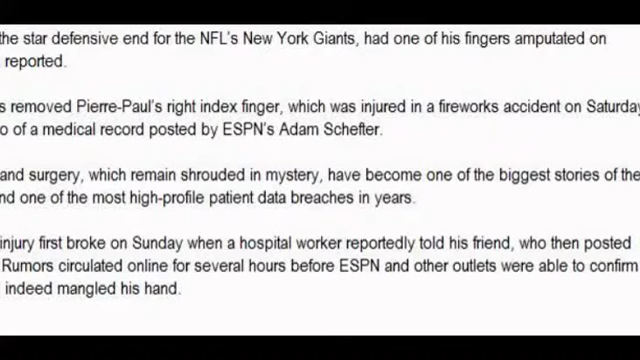 the star defensive end for the NFL's New York Giants, had one of his fingers amputated on
reported.
s removed Pierre-Paul's right index finger, which was injured in a fireworks accident on Saturday
o of a medical record posted by ESPN's Adam Schefter.
and surgery, which remain shrouded in mystery, have become one of the biggest stories of the
nd one of the most high-profile patient data breaches in years.
injury first broke on Sunday when a hospital worker reportedly told his friend, who then posted
Rumors circulated online for several hours before ESPN and other outlets were able to confirm
indeed mangled his hand.